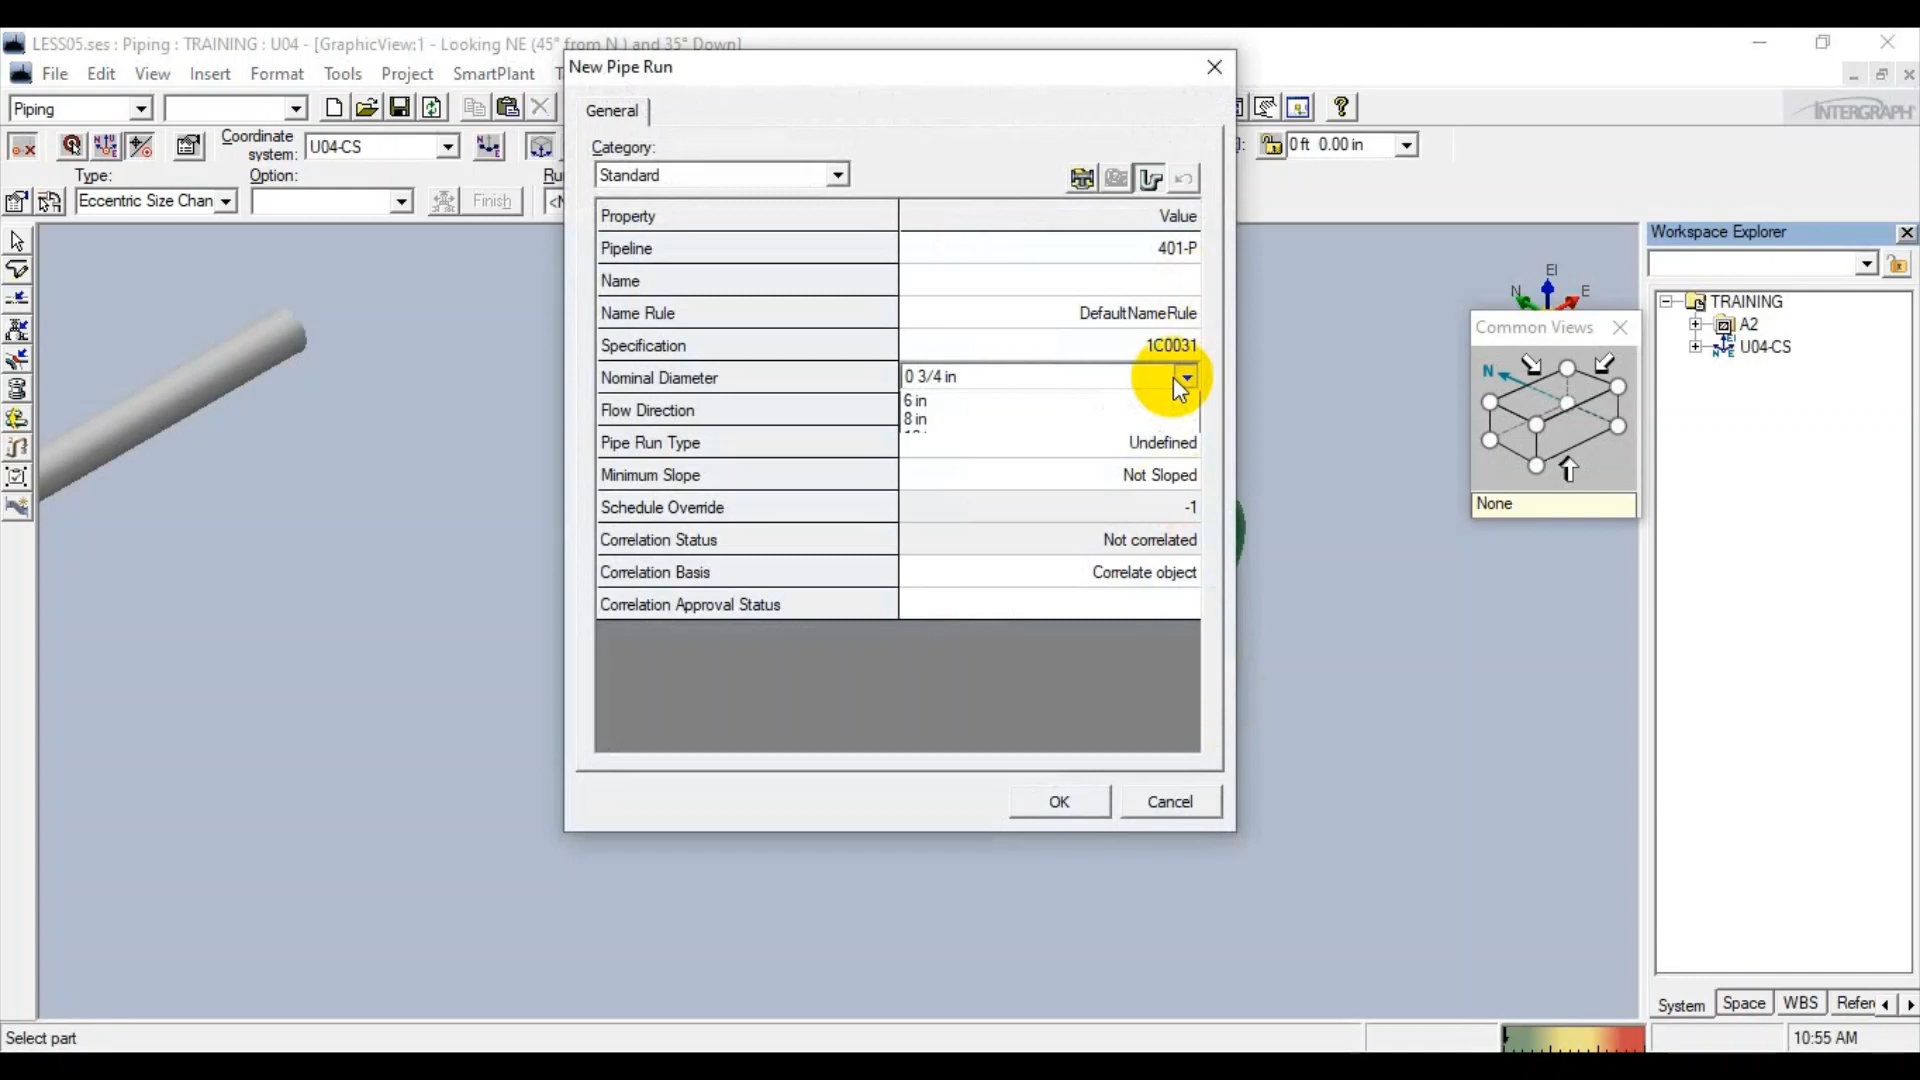 LESS05.ses : Piping : TRAINING : U04 - [GraphicView;1 - Looking NE (45° from N ) and 35° Down]
File Edit View Insert Format Tools Project SmartPlant
Piping
INTERGRAPH
Coordinate system: U04-CS
0 ft 0.00 in
Type:
Option:
Eccentric Size Chan
Finish
New Pipe Run
General
Category:
Standard
Property Value
Pipeline 401-P
Name
Name Rule DefaultNameRule
Specification 1C0031
Nominal Diameter 0 3/4 in
6 in
8 in
Flow Direction
Pipe Run Type Undefined
Minimum Slope Not Sloped
Schedule Override -1
Correlation Status Not correlated
Correlation Basis Correlate object
Correlation Approval Status
OK Cancel
El
N E
Common Views
N
None
Workspace Explorer
TRAINING
A2
U04-CS
System Space WBS Referen
Select part
10:55 AM